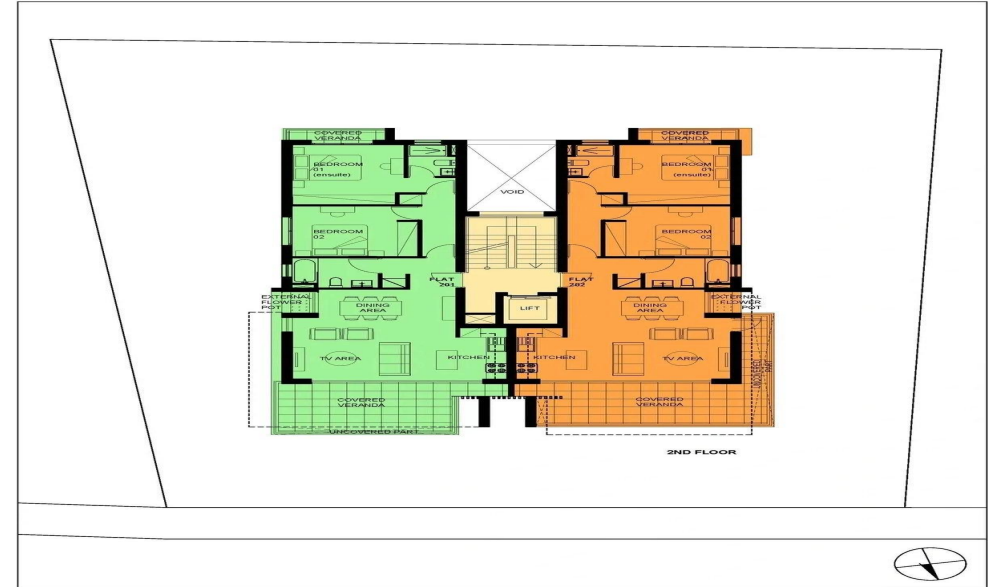 COVERED
VERANDA
COVERED
VERANDA
BEDROOM
01
(ensuite)
BEDROOM
01
(ensuite)
VOID
BEDROOM
02
BEDROOM
02
FLAT
201
FLAT
202
EXTERNAL
FLOWER
POT
DINING
AREA
LIFT
DINING
AREA
EXTERNAL
FLOWER
POT
TV AREA
KITCHEN
KITCHEN
TV AREA
UNCOVERED
PART
COVERED
VERANDA
COVERED
VERANDA
UNCOVERED PART
2ND FLOOR